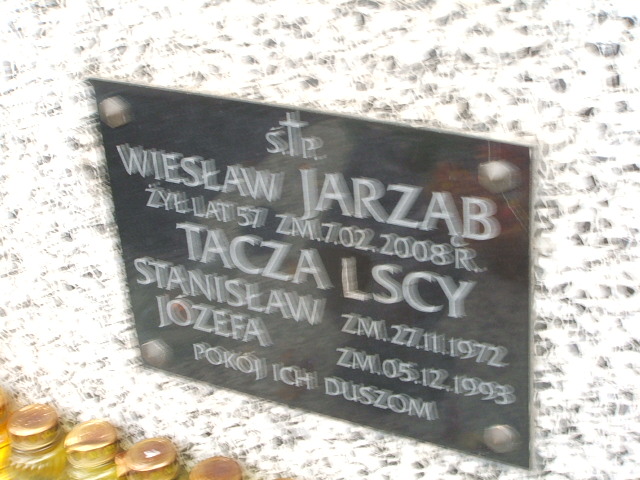 Ś.†P.
WIESŁAW JARZĄB
ŻYŁ LAT 57 ZM. 7.02.2008 R.
TACZALSCY
STANISŁAW ZM. 27.11.1972
JÓZEFA ZM. 05.12.1993
POKÓJ ICH DUSZOM